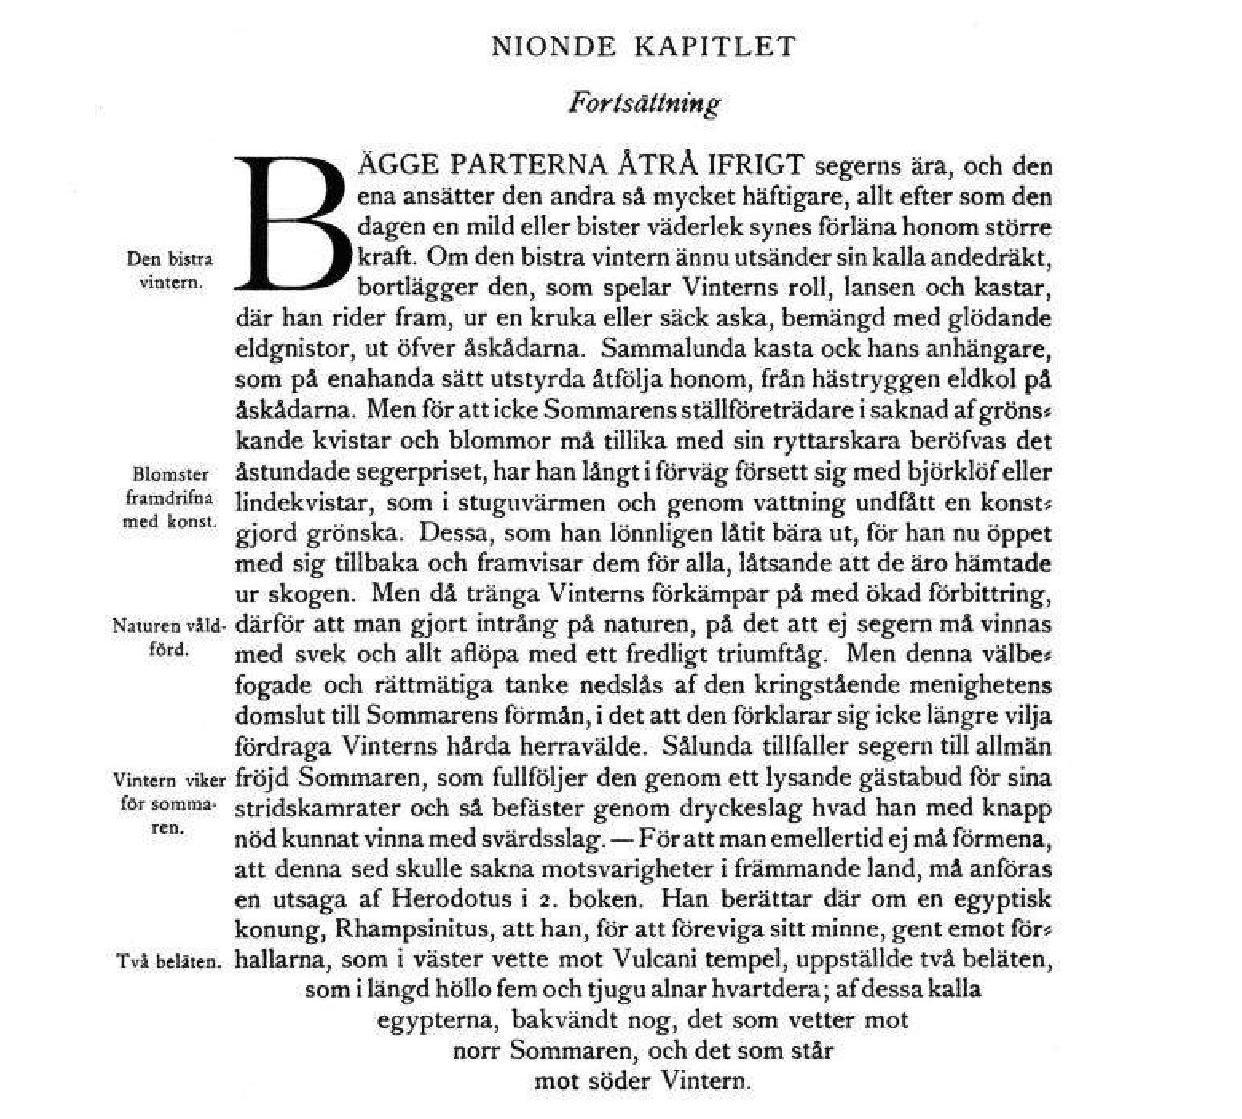 NIONDE KAPITLET
Fortsättning
BÄGGE PARTERNA ÅTRÅ IFRIGT segerns ära, och den
ena ansätter den andra så mycket häftigare, allt efter som den
dagen en mild eller bister väderlek synes förläna honom större
Den bistra
vintern.
kraft. Om den bistra vintern ännu utsänder sin kalla andedräkt,
bortlägger den, som spelar Vinterns roll, lansen och kastar,
där han rider fram, ur en kruka eller säck aska, bemängd med glödande
eldgnistor, ut öfver åskådarna. Sammalunda kasta ock hans anhängare,
som på enahanda sätt utstyrda åtfölja honom, från hästryggen eldkol på
åskådarna. Men för att icke Sommarens ställföreträdare i saknad af gröns⸗
kande kvistar och blommor må tillika med sin ryttarskara beröfvas det
Blomster
framdrifna
med konst.
åstundade segerpriset, har han långt i förväg försett sig med björklöf eller
lindekvistar, som i stuguvärmen och genom vattning undfått en konst⸗
gjord grönska. Dessa, som han lönnligen låtit bära ut, för han nu öppet
med sig tillbaka och framvisar dem för alla, låtsande att de äro hämtade
ur skogen. Men då tränga Vinterns förkämpar på med ökad förbittring,
Naturen våld-
förd.
därför att man gjort intrång på naturen, på det att ej segern må vinnas
med svek och allt aflöpa med ett fredligt triumftåg. Men denna välbe⸗
fogade och rättmätiga tanke nedslås af den kringstående menighetens
domslut till Sommarens förmån, i det att den förklarar sig icke längre vilja
fördraga Vinterns hårda herravälde. Sålunda tillfaller segern till allmän
Vintern viker
för somma-
ren.
fröjd Sommaren, som fullföljer den genom ett lysande gästabud för sina
stridskamrater och så befäster genom dryckeslag hvad han med knapp
nöd kunnat vinna med svärdsslag. — För att man emellertid ej må förmena,
att denna sed skulle sakna motsvarigheter i främmande land, må anföras
en utsaga af Herodotus i 2. boken. Han berättar där om en egyptisk
konung, Rhampsinitus, att han, för att föreviga sitt minne, gent emot för⸗
Två beläten.
hallarna, som i väster vette mot Vulcani tempel, uppställde två beläten,
som i längd höllo fem och tjugu alnar hvartdera; af dessa kalla
egypterna, bakvändt nog, det som vetter mot
norr Sommaren, och det som står
mot söder Vintern.